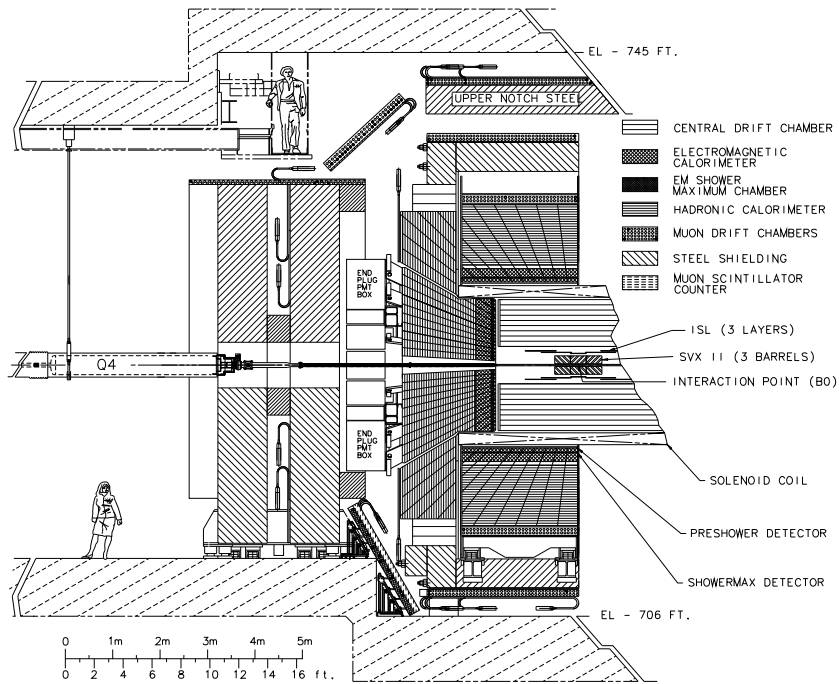 EL - 745 FT.
UPPER NOTCH STEEL
CENTRAL DRIFT CHAMBER
ELECTROMAGNETIC
CALORIMETER
EM SHOWER
MAXIMUM CHAMBER
HADRONIC CALORIMETER
MUON DRIFT CHAMBERS
STEEL SHIELDING
MUON SCINTILLATOR
COUNTER
END
PLUG
PMT
BOX
ISL (3 LAYERS)
Q4
SVX II (3 BARRELS)
INTERACTION POINT (B0)
END
PLUG
PMT
BOX
SOLENOID COIL
PRESHOWER DETECTOR
SHOWERMAX DETECTOR
EL - 706 FT.
0 1m 2m 3m 4m 5m
0 2 4 6 8 10 12 14 16 ft.